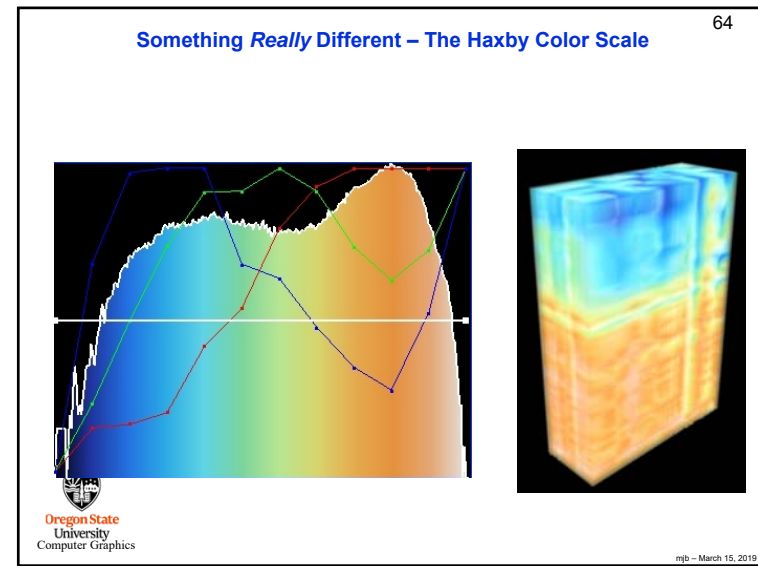 64
Something Really Different – The Haxby Color Scale
Oregon State
University
Computer Graphics
mjb – March 15, 2019